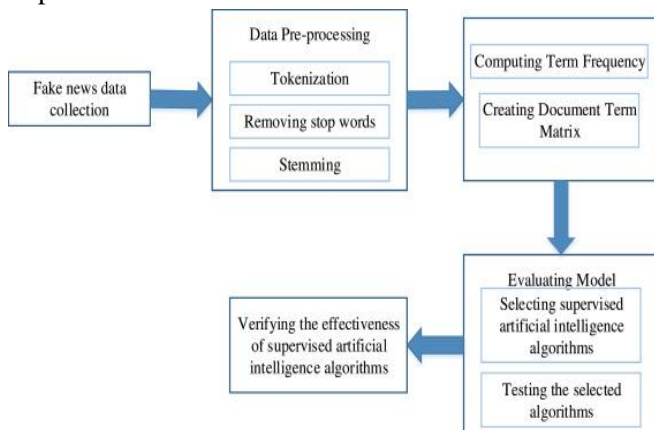 Fake news data
collection
Data Pre-processing
Tokenization
Removing stop words
Stemming
Computing Term Frequency
Creating Document Term
Matrix
Evaluating Model
Selecting supervised
artificial intelligence
algorithms
Testing the selected
algorithms
Verifying the effectiveness
of supervised artificial
intelligence algorithms